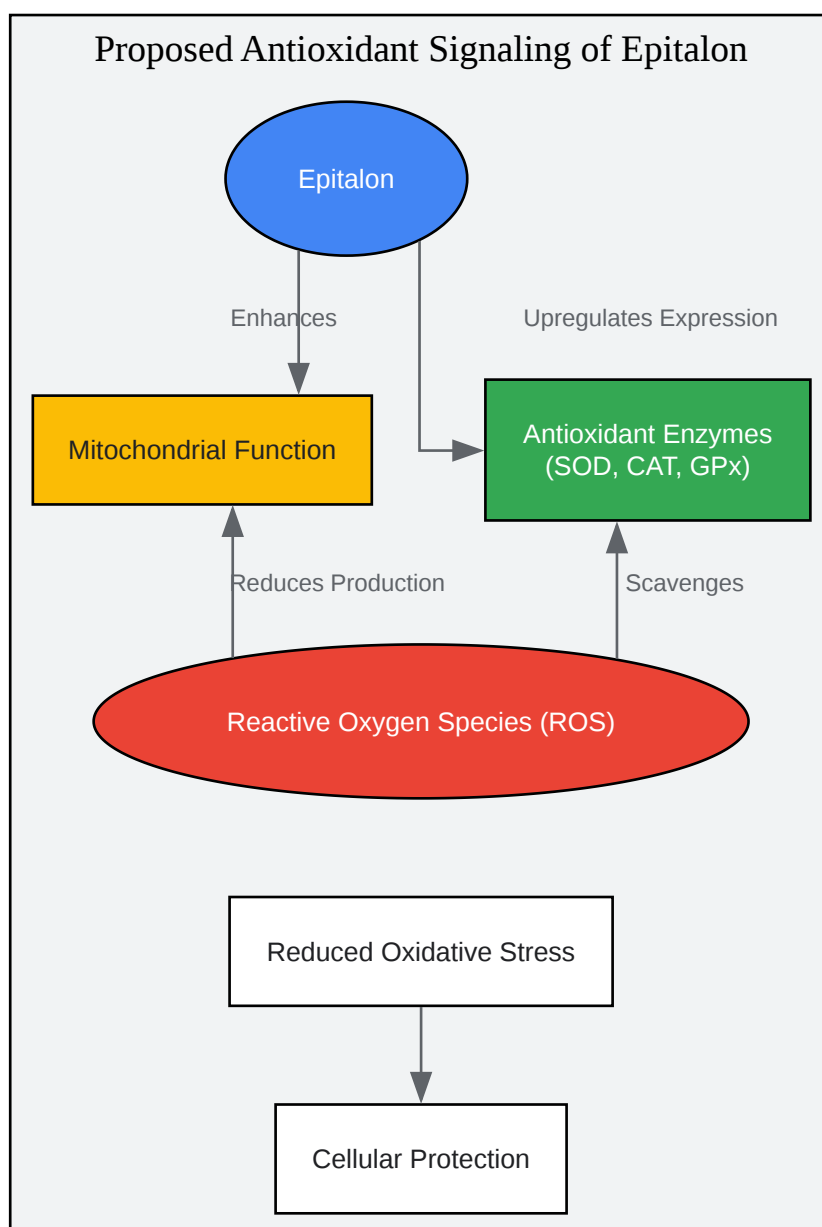 Proposed Antioxidant Signaling of Epitalon
Epitalon
Enhances
Upregulates Expression
Mitochondrial Function
Antioxidant Enzymes
(SOD, CAT, GPx)
Reduces Production
Scavenges
Reactive Oxygen Species (ROS)
Reduced Oxidative Stress
Cellular Protection